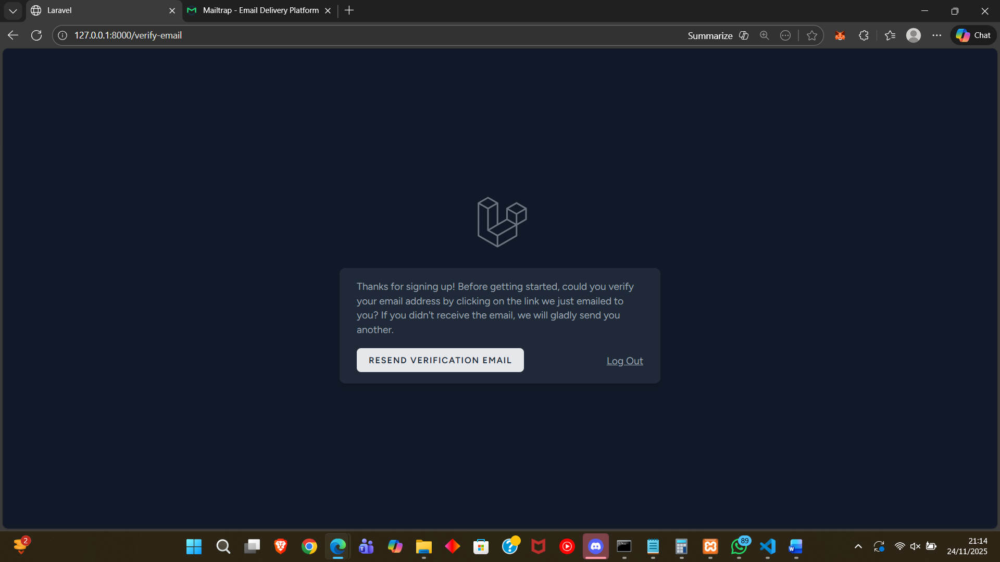 Laravel
Mailtrap - Email Delivery Platform
127.0.0.1:8000/verify-email
Summarize
Chat
Thanks for signing up! Before getting started, could you verify
your email address by clicking on the link we just emailed to
you? If you didn't receive the email, we will gladly send you
another.
RESEND VERIFICATION EMAIL
Log Out
2
89
21:14
24/11/2025